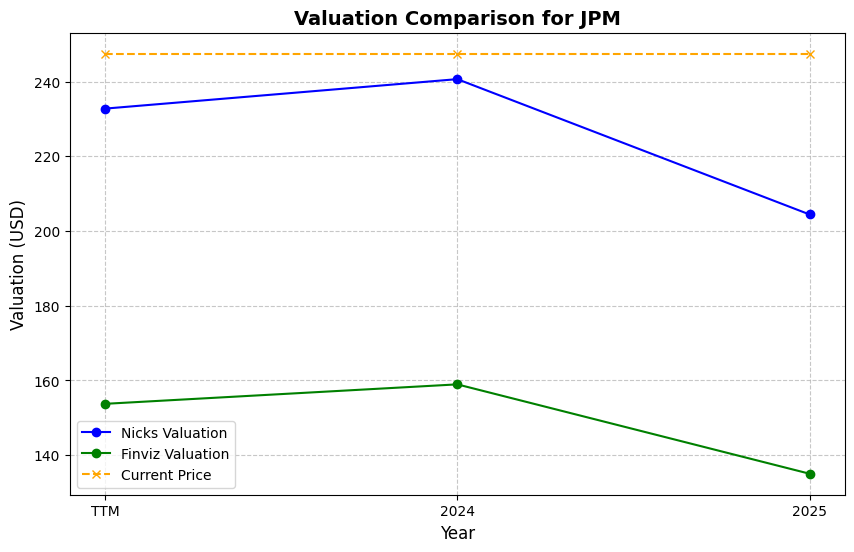 Valuation Comparison for JPM
Valuation (USD)
240
220
200
180
160
140
Nicks Valuation
Finviz Valuation
Current Price
TTM
2024
2025
Year